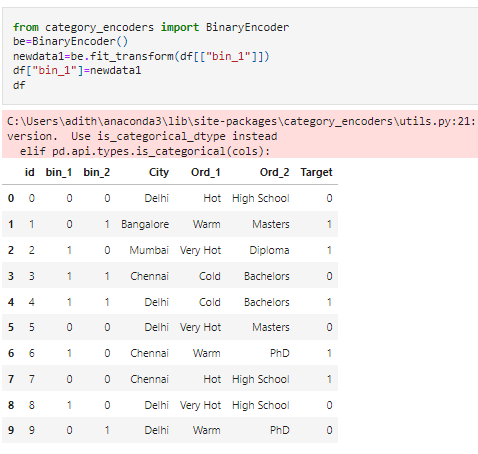 from category_encoders import BinaryEncoder
be=BinaryEncoder()
newdata1=be.fit_transform(df[["bin_1"]])
df["bin_1"]=newdata1
df
C:\Users\adith\anaconda3\lib\site-packages\category_encoders\utils.py:21:
version.  Use is_categorical_dtype instead
  elif pd.api.types.is_categorical(cols):
id bin_1 bin_2 City Ord_1 Ord_2 Target
0 0 0 0 Delhi Hot High School 0
1 1 0 1 Bangalore Warm Masters 1
2 2 1 0 Mumbai Very Hot Diploma 1
3 3 1 1 Chennai Cold Bachelors 0
4 4 1 1 Delhi Cold Bachelors 1
5 5 0 0 Delhi Very Hot Masters 0
6 6 1 0 Chennai Warm PhD 1
7 7 0 0 Chennai Hot High School 1
8 8 1 0 Delhi Very Hot High School 0
9 9 0 1 Delhi Warm PhD 0